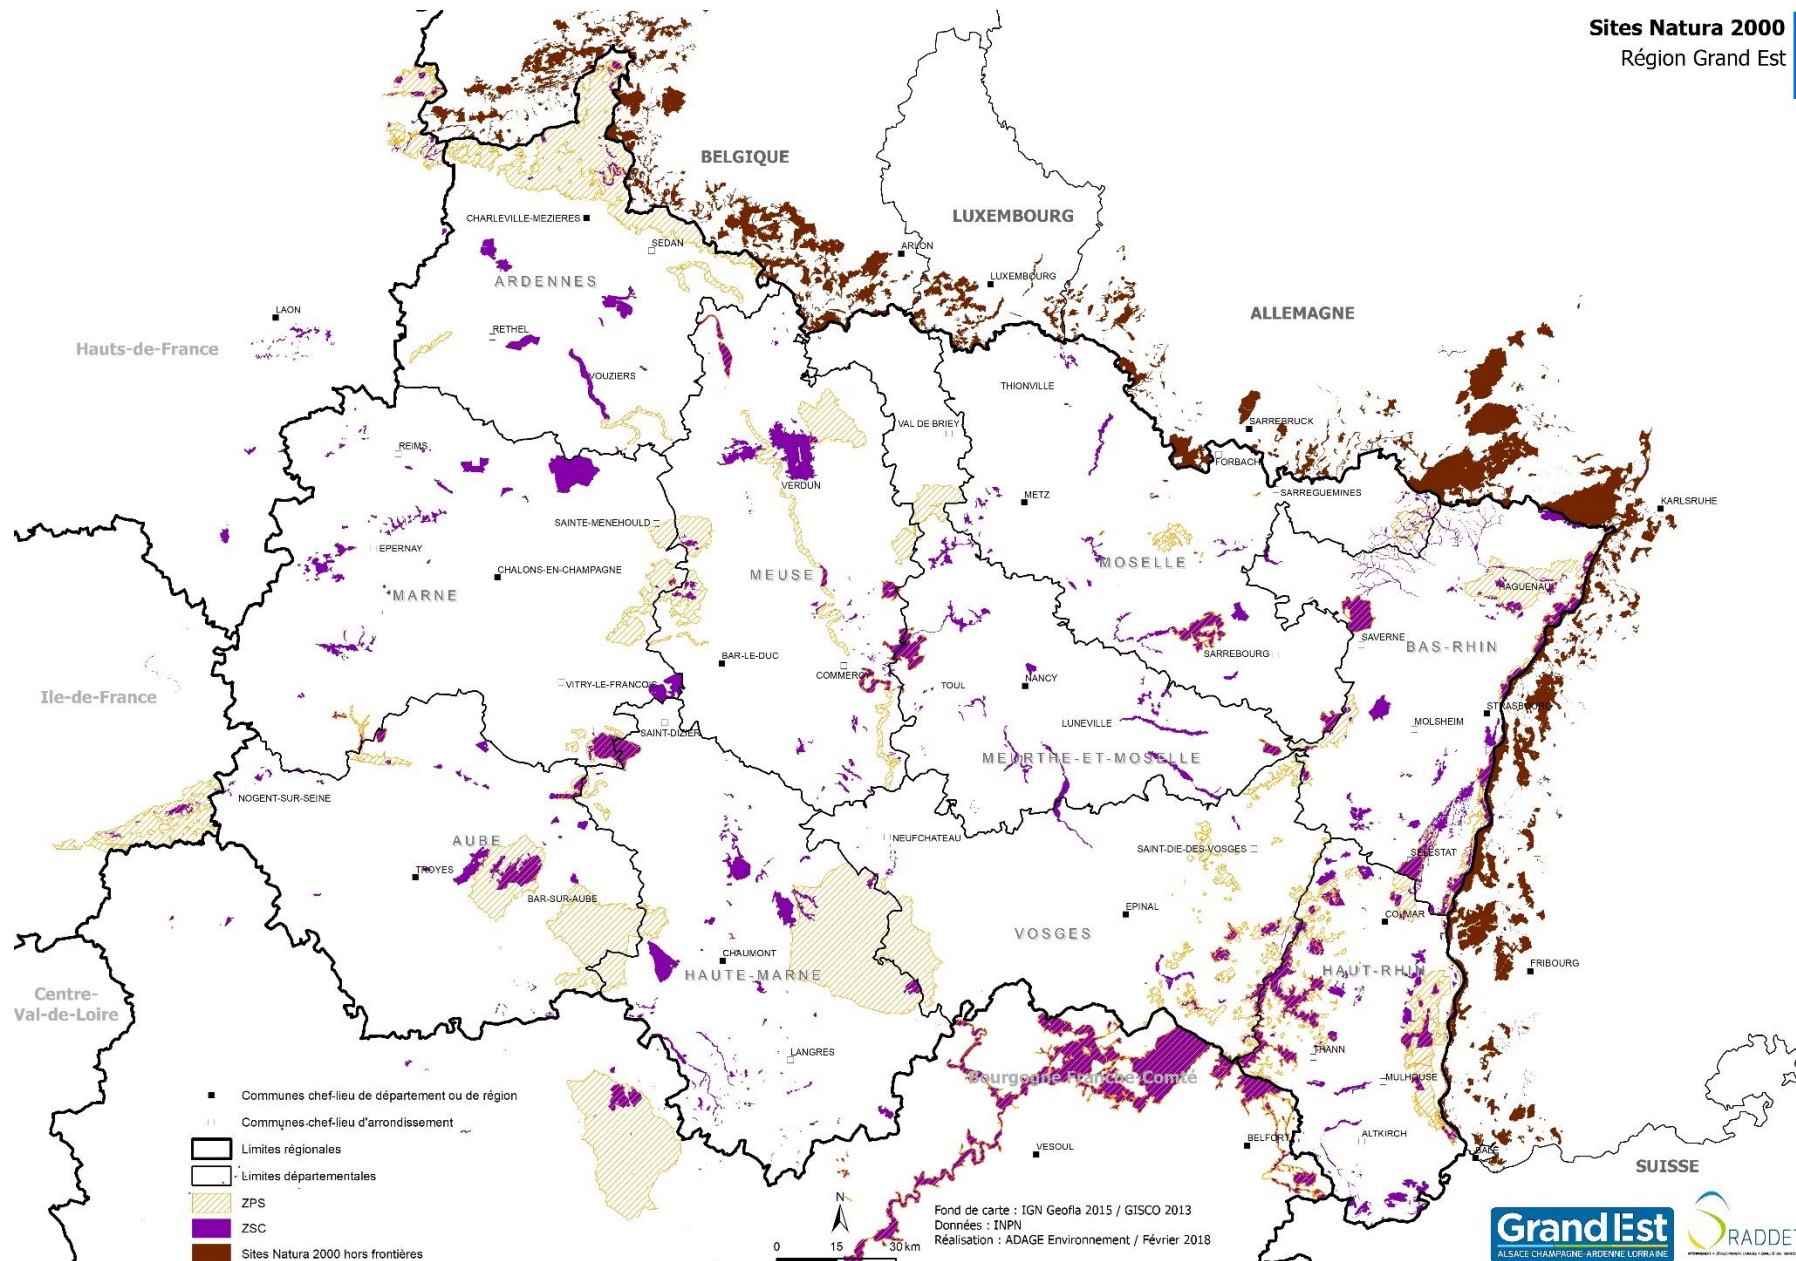 Sites Natura 2000
Région Grand Est
BELGIQUE
LUXEMBOURG
CHARLEVILLE-MEZIERES
SEDAN
ARLON
LUXEMBOURG
ARDENNES
LAON
ALLEMAGNE
Hauts-de-France
RETHEL
VOUZIERS
THIONVILLE
SARREBRUCK
VAL DE BRIEY
REIMS
FORBACH
VERDUN
METZ
SARREGUEMINES
KARLSRUHE
SAINTE-MENEHOULD
EPERNAY
CHALONS-EN-CHAMPAGNE
MEUSE
MOSELLE
HAGUENAU
MARNE
SAVERNE
BAS-RHIN
BAR-LE-DUC
SARREBOURG
COMMERCY
TOUL
NANCY
Ile-de-France
VITRY-LE-FRANCOIS
STRASBOURG
LUNEVILLE
MOLSHEIM
SAINT-DIZIER
MEURTHE-ET-MOSELLE
NOGENT-SUR-SEINE
NEUFCHATEAU
AUBE
SAINT-DIE-DES-VOSGES
SELESTAT
TROYES
BAR-SUR-AUBE
EPINAL
COLMAR
VOSGES
CHAUMONT
HAUTE-MARNE
HAUT-RHIN
FRIBOURG
Centre-
Val-de-Loire
LANGRES
THANN
Bourgogne Franche-Comté
MULHOUSE
ALTKIRCH
BELFORT
VESOUL
BALE
SUISSE
Communes chef-lieu de département ou de région
Communes chef-lieu d'arrondissement
Limites régionales
Limites départementales
ZPS
ZSC
Sites Natura 2000 hors frontières
N
0 15 30 km
Fond de carte : IGN Geofla 2015 / GISCO 2013
Données : INPN
Réalisation : ADAGE Environnement / Février 2018
Grand Est
ALSACE CHAMPAGNE-ARDENNE LORRAINE
SRADDET